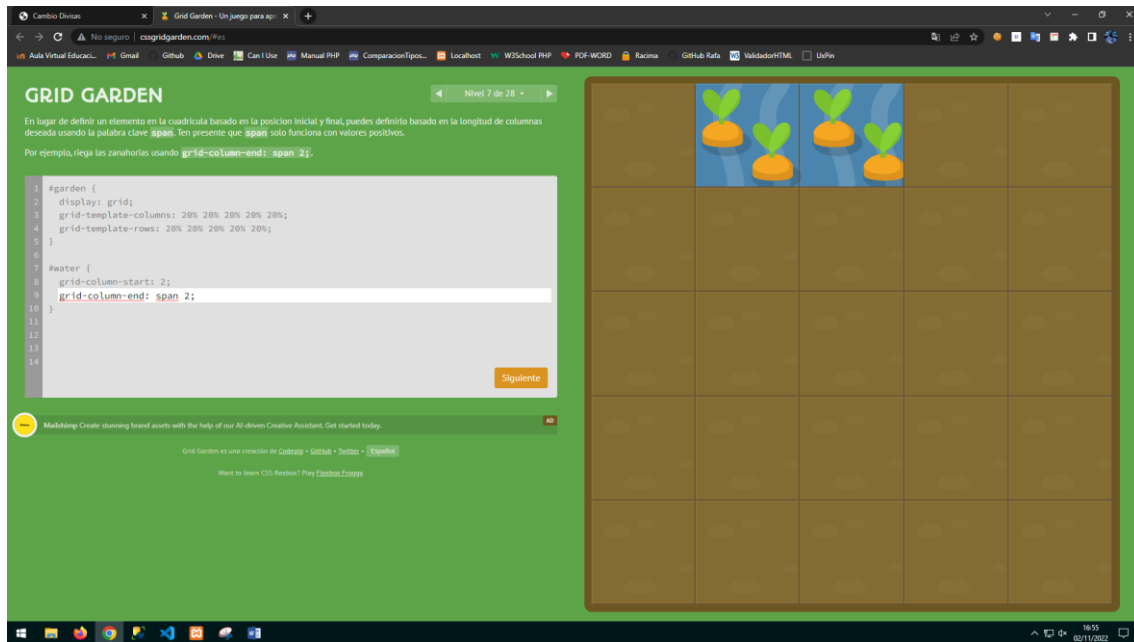 Cambio Divisas
Grid Garden - Un juego para apr
No seguro | cssgridgarden.com/#es
Aula Virtual Educaci... Gmail Github Drive Can I Use Manual PHP ComparacionTipos... Localhost W3School PHP PDF-WORD Racima GitHub Rafa ValidadorHTML UxPin
GRID GARDEN
Nivel 7 de 28
En lugar de definir un elemento en la cuadrícula basado en la posicion inicial y final, puedes definirlo basado en la longitud de columnas
deseada usando la palabra clave span. Ten presente que span solo funciona con valores positivos.
Por ejemplo, riega las zanahorias usando grid-column-end: span 2;.
1 #garden {
2 display: grid;
3 grid-template-columns: 20% 20% 20% 20% 20%;
4 grid-template-rows: 20% 20% 20% 20% 20%;
5 }
6
7 #water {
8 grid-column-start: 2;
9 grid-column-end: span 2;
10 }
11
12
13
14
Siguiente
AD
Mailchimp Create stunning brand assets with the help of our AI-driven Creative Assistant. Get started today.
Grid Garden es una creación de Codepip • GitHub • Twitter • Español
Want to learn CSS flexbox? Play Flexbox Froggy.
16:55
02/11/2022